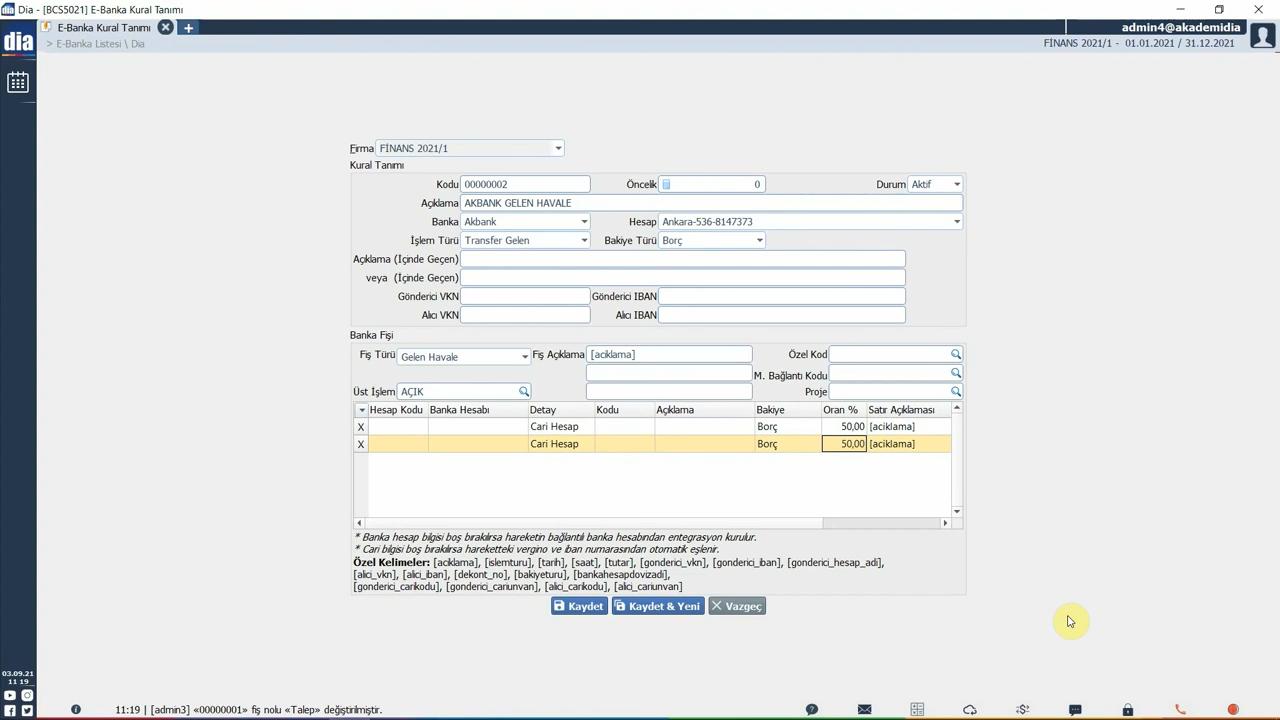 Dia - [BCS5021] E-Banka Kural Tanımı
E-Banka Kural Tanımı
admin4@akademidia
dia
> E-Banka Listesi \ Dia
FİNANS 2021/1 - 01.01.2021 / 31.12.2021
Firma FİNANS 2021/1
Kural Tanımı
Kodu 00000002 Öncelik 0 Durum Aktif
Açıklama AKBANK GELEN HAVALE
Banka Akbank Hesap Ankara-536-8147373
İşlem Türü Transfer Gelen Bakiye Türü Borç
Açıklama (İçinde Geçen)
veya (İçinde Geçen)
Gönderici VKN Gönderici IBAN
Alıcı VKN Alıcı IBAN
Banka Fişi
Fiş Türü Gelen Havale Fiş Açıklama [aciklama] Özel Kod
M. Bağlantı Kodu
Üst İşlem AÇIK Proje
Hesap Kodu Banka Hesabı Detay Kodu Açıklama Bakiye Oran % Satır Açıklaması
X Cari Hesap Borç 50,00 [aciklama]
X Cari Hesap Borç 50,00 [aciklama]
* Banka hesap bilgisi boş bırakılırsa hareketin bağlantılı banka hesabından entegrasyon kurulur.
* Cari bilgisi boş bırakılırsa hareketteki vergino ve iban numarasından otomatik eşlenir.
Özel Kelimeler: [aciklama], [islemturu], [tarih], [saat], [tutar], [gonderici_vkn], [gonderici_iban], [gonderici_hesap_adi],
[alici_vkn], [alici_iban], [dekont_no], [bakiyeturu], [bankahesapdovizadi],
[gonderici_carikodu], [gonderici_cariunvan], [alici_carikodu], [alici_cariunvan]
Kaydet Kaydet & Yeni Vazgeç
03.09.21
11 19
11:19 | [admin3] «00000001» fiş nolu «Talep» değiştirilmiştir.